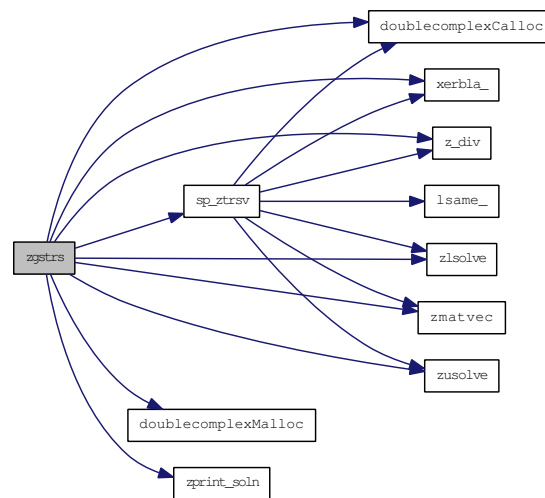 doublecomplexCalloc
xerbla_
z_div
sp_ztrsv
lsame_
zgstrs
zlsolve
zmatvec
zusolve
doublecomplexMalloc
zprint_soln